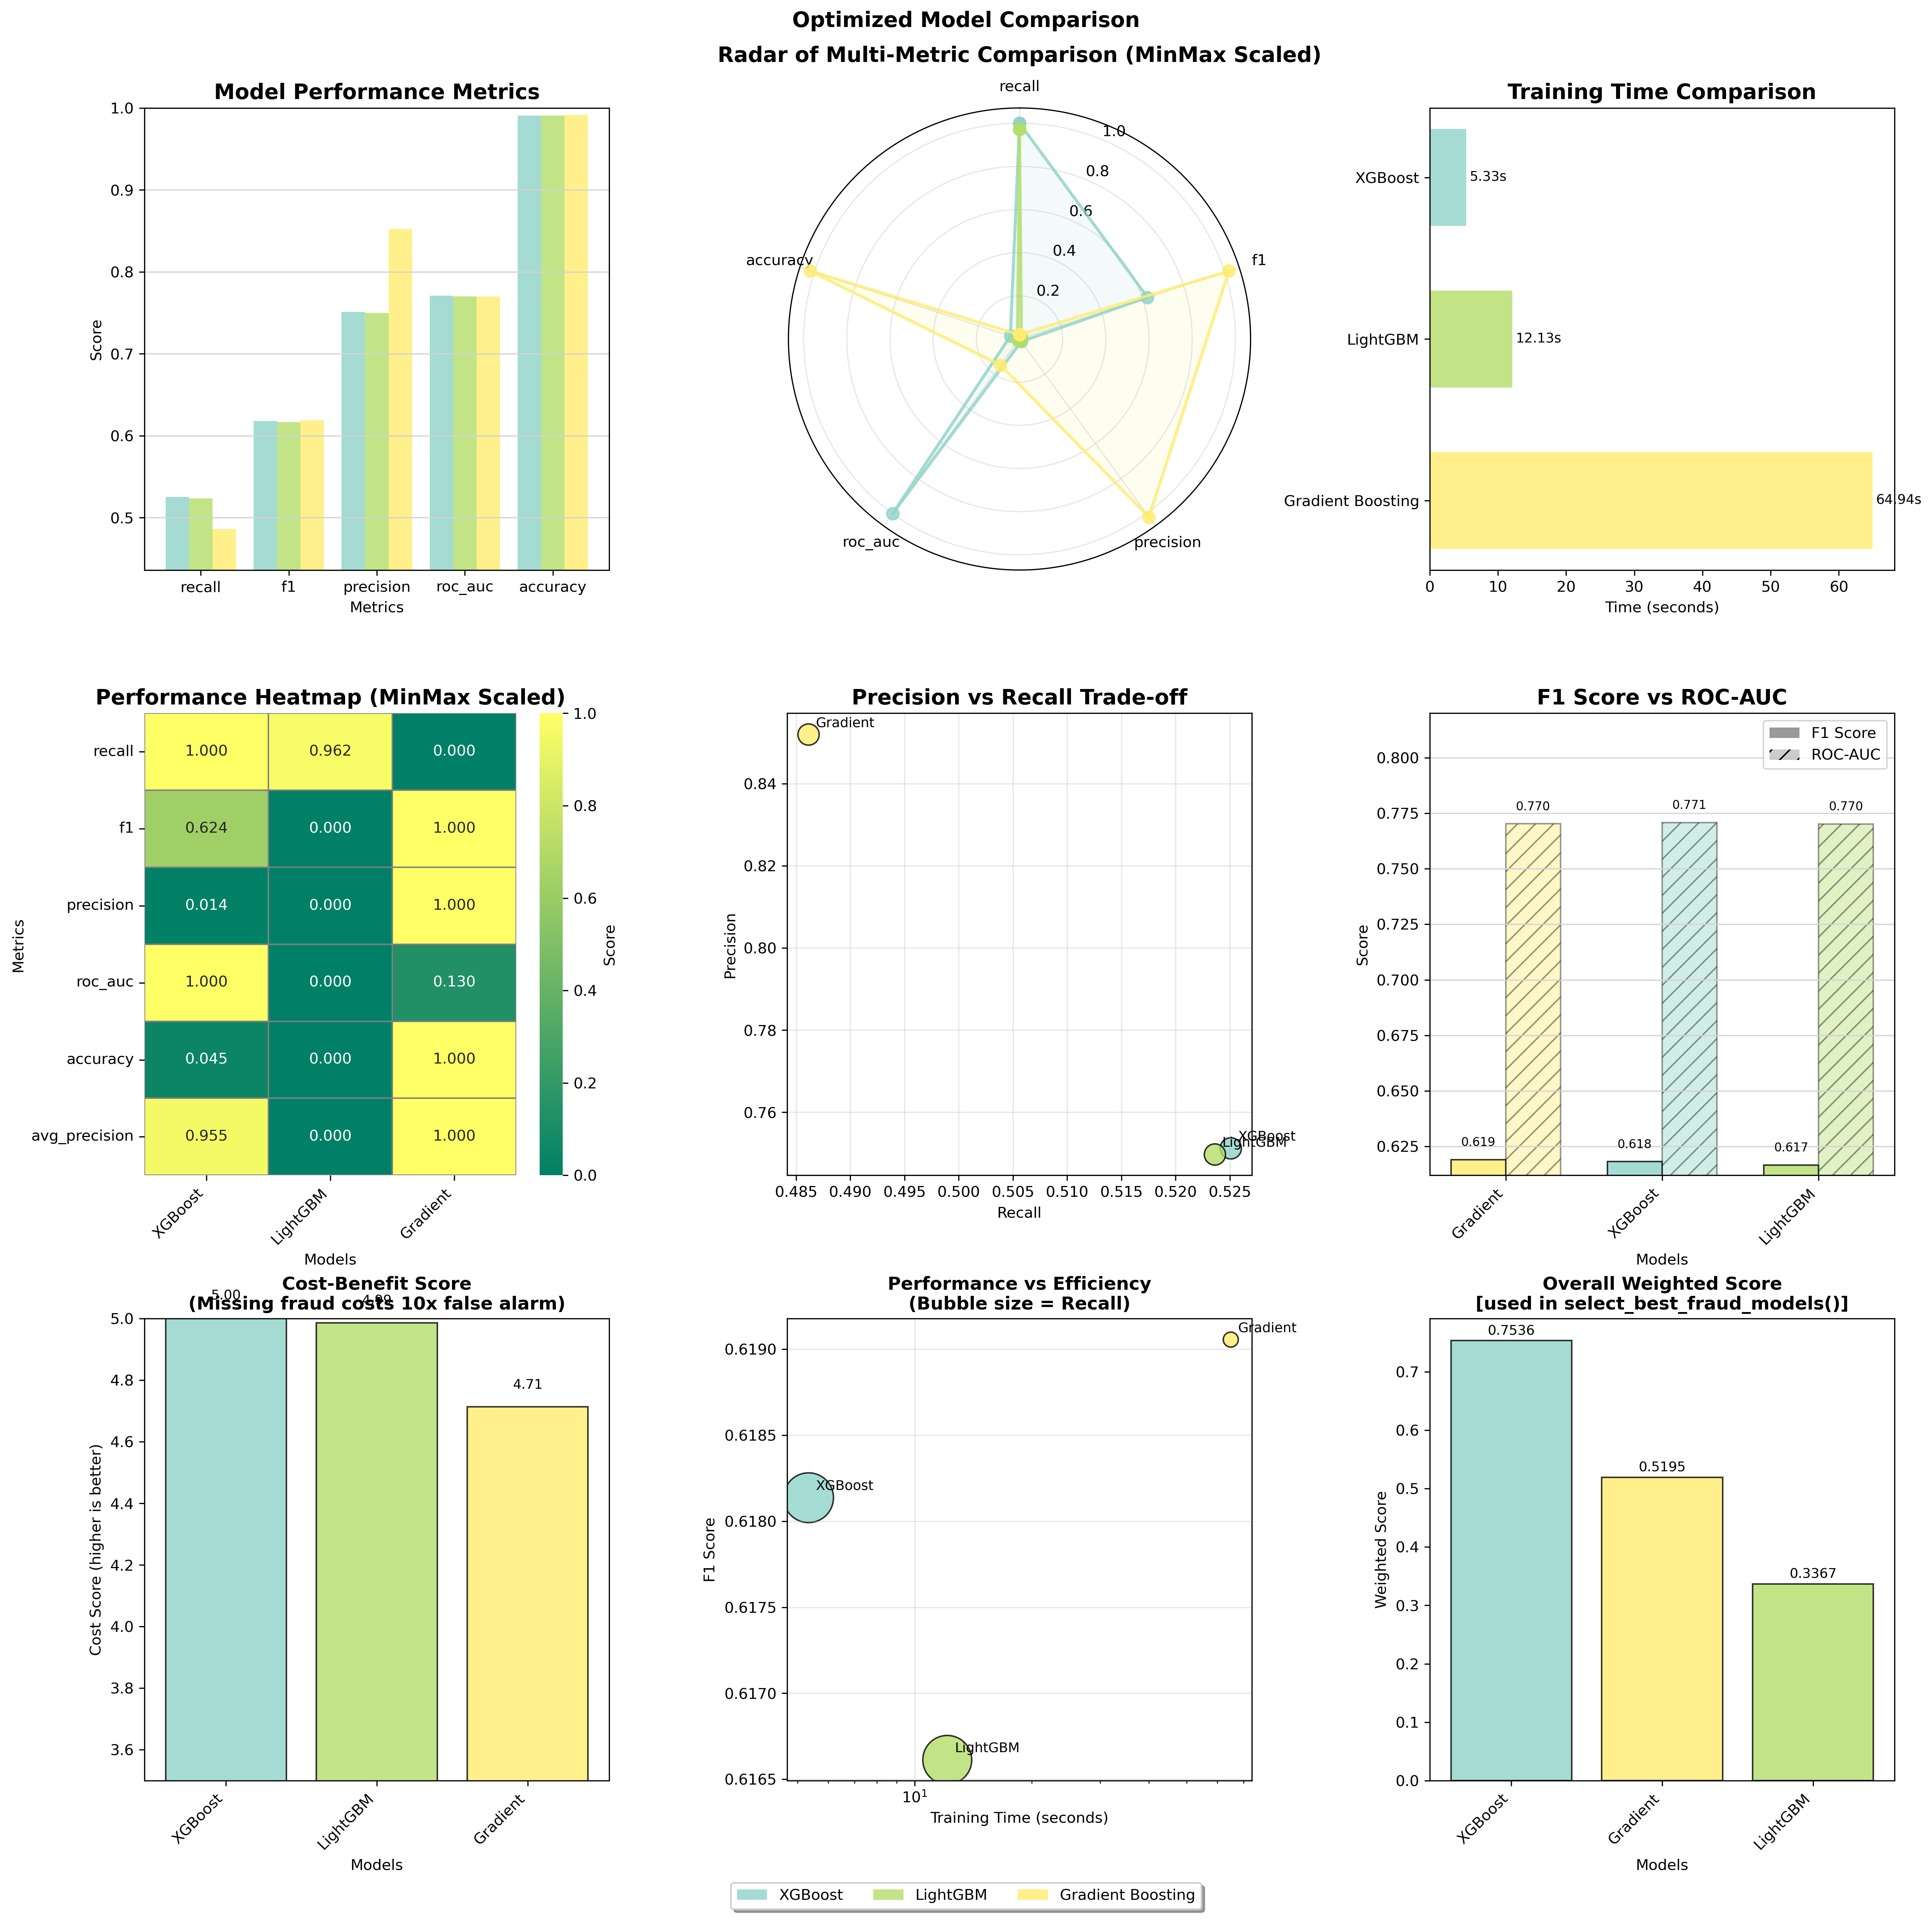 Optimized Model Comparison
Model Performance Metrics
Score
1.0
0.9
0.8
0.7
0.6
0.5
recall
f1
precision
roc_auc
accuracy
Metrics
Radar of Multi-Metric Comparison (MinMax Scaled)
recall
1.0
0.8
0.6
0.4
0.2
f1
accuracy
roc_auc
precision
Training Time Comparison
XGBoost
5.33s
LightGBM
12.13s
Gradient Boosting
64.94s
0 10 20 30 40 50 60
Time (seconds)
Performance Heatmap (MinMax Scaled)
Metrics
recall 1.000 0.962 0.000
f1 0.624 0.000 1.000
precision 0.014 0.000 1.000
roc_auc 1.000 0.000 0.130
accuracy 0.045 0.000 1.000
avg_precision 0.955 0.000 1.000
XGBoost
LightGBM
Gradient
Models
1.0
0.8
0.6
0.4
0.2
0.0
Score
Precision vs Recall Trade-off
Precision
0.84
0.82
0.80
0.78
0.76
Gradient
XGBoost
LightGBM
0.485 0.490 0.495 0.500 0.505 0.510 0.515 0.520 0.525
Recall
F1 Score vs ROC-AUC
F1 Score
ROC-AUC
Score
0.800
0.775
0.750
0.725
0.700
0.675
0.650
0.625
0.770
0.771
0.770
0.619
0.618
0.617
Gradient
XGBoost
LightGBM
Models
Cost-Benefit Score
(Missing fraud costs 10x false alarm)
5.00
4.99
4.71
Cost Score (higher is better)
5.0
4.8
4.6
4.4
4.2
4.0
3.8
3.6
XGBoost
LightGBM
Gradient
Models
Performance vs Efficiency
(Bubble size = Recall)
F1 Score
0.6190
0.6185
0.6180
0.6175
0.6170
0.6165
Gradient
XGBoost
LightGBM
10¹
Training Time (seconds)
Overall Weighted Score
[used in select_best_fraud_models()]
Weighted Score
0.7
0.6
0.5
0.4
0.3
0.2
0.1
0.0
0.7536
0.5195
0.3367
XGBoost
Gradient
LightGBM
Models
XGBoost LightGBM Gradient Boosting